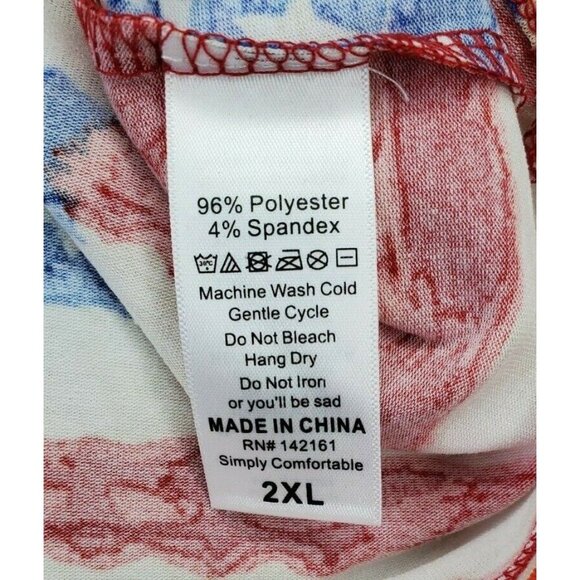 96% Polyester
4% Spandex
30°C
Machine Wash Cold
Gentle Cycle
Do Not Bleach
Hang Dry
Do Not Iron
or you'll be sad
MADE IN CHINA
RN# 142161
Simply Comfortable
2XL